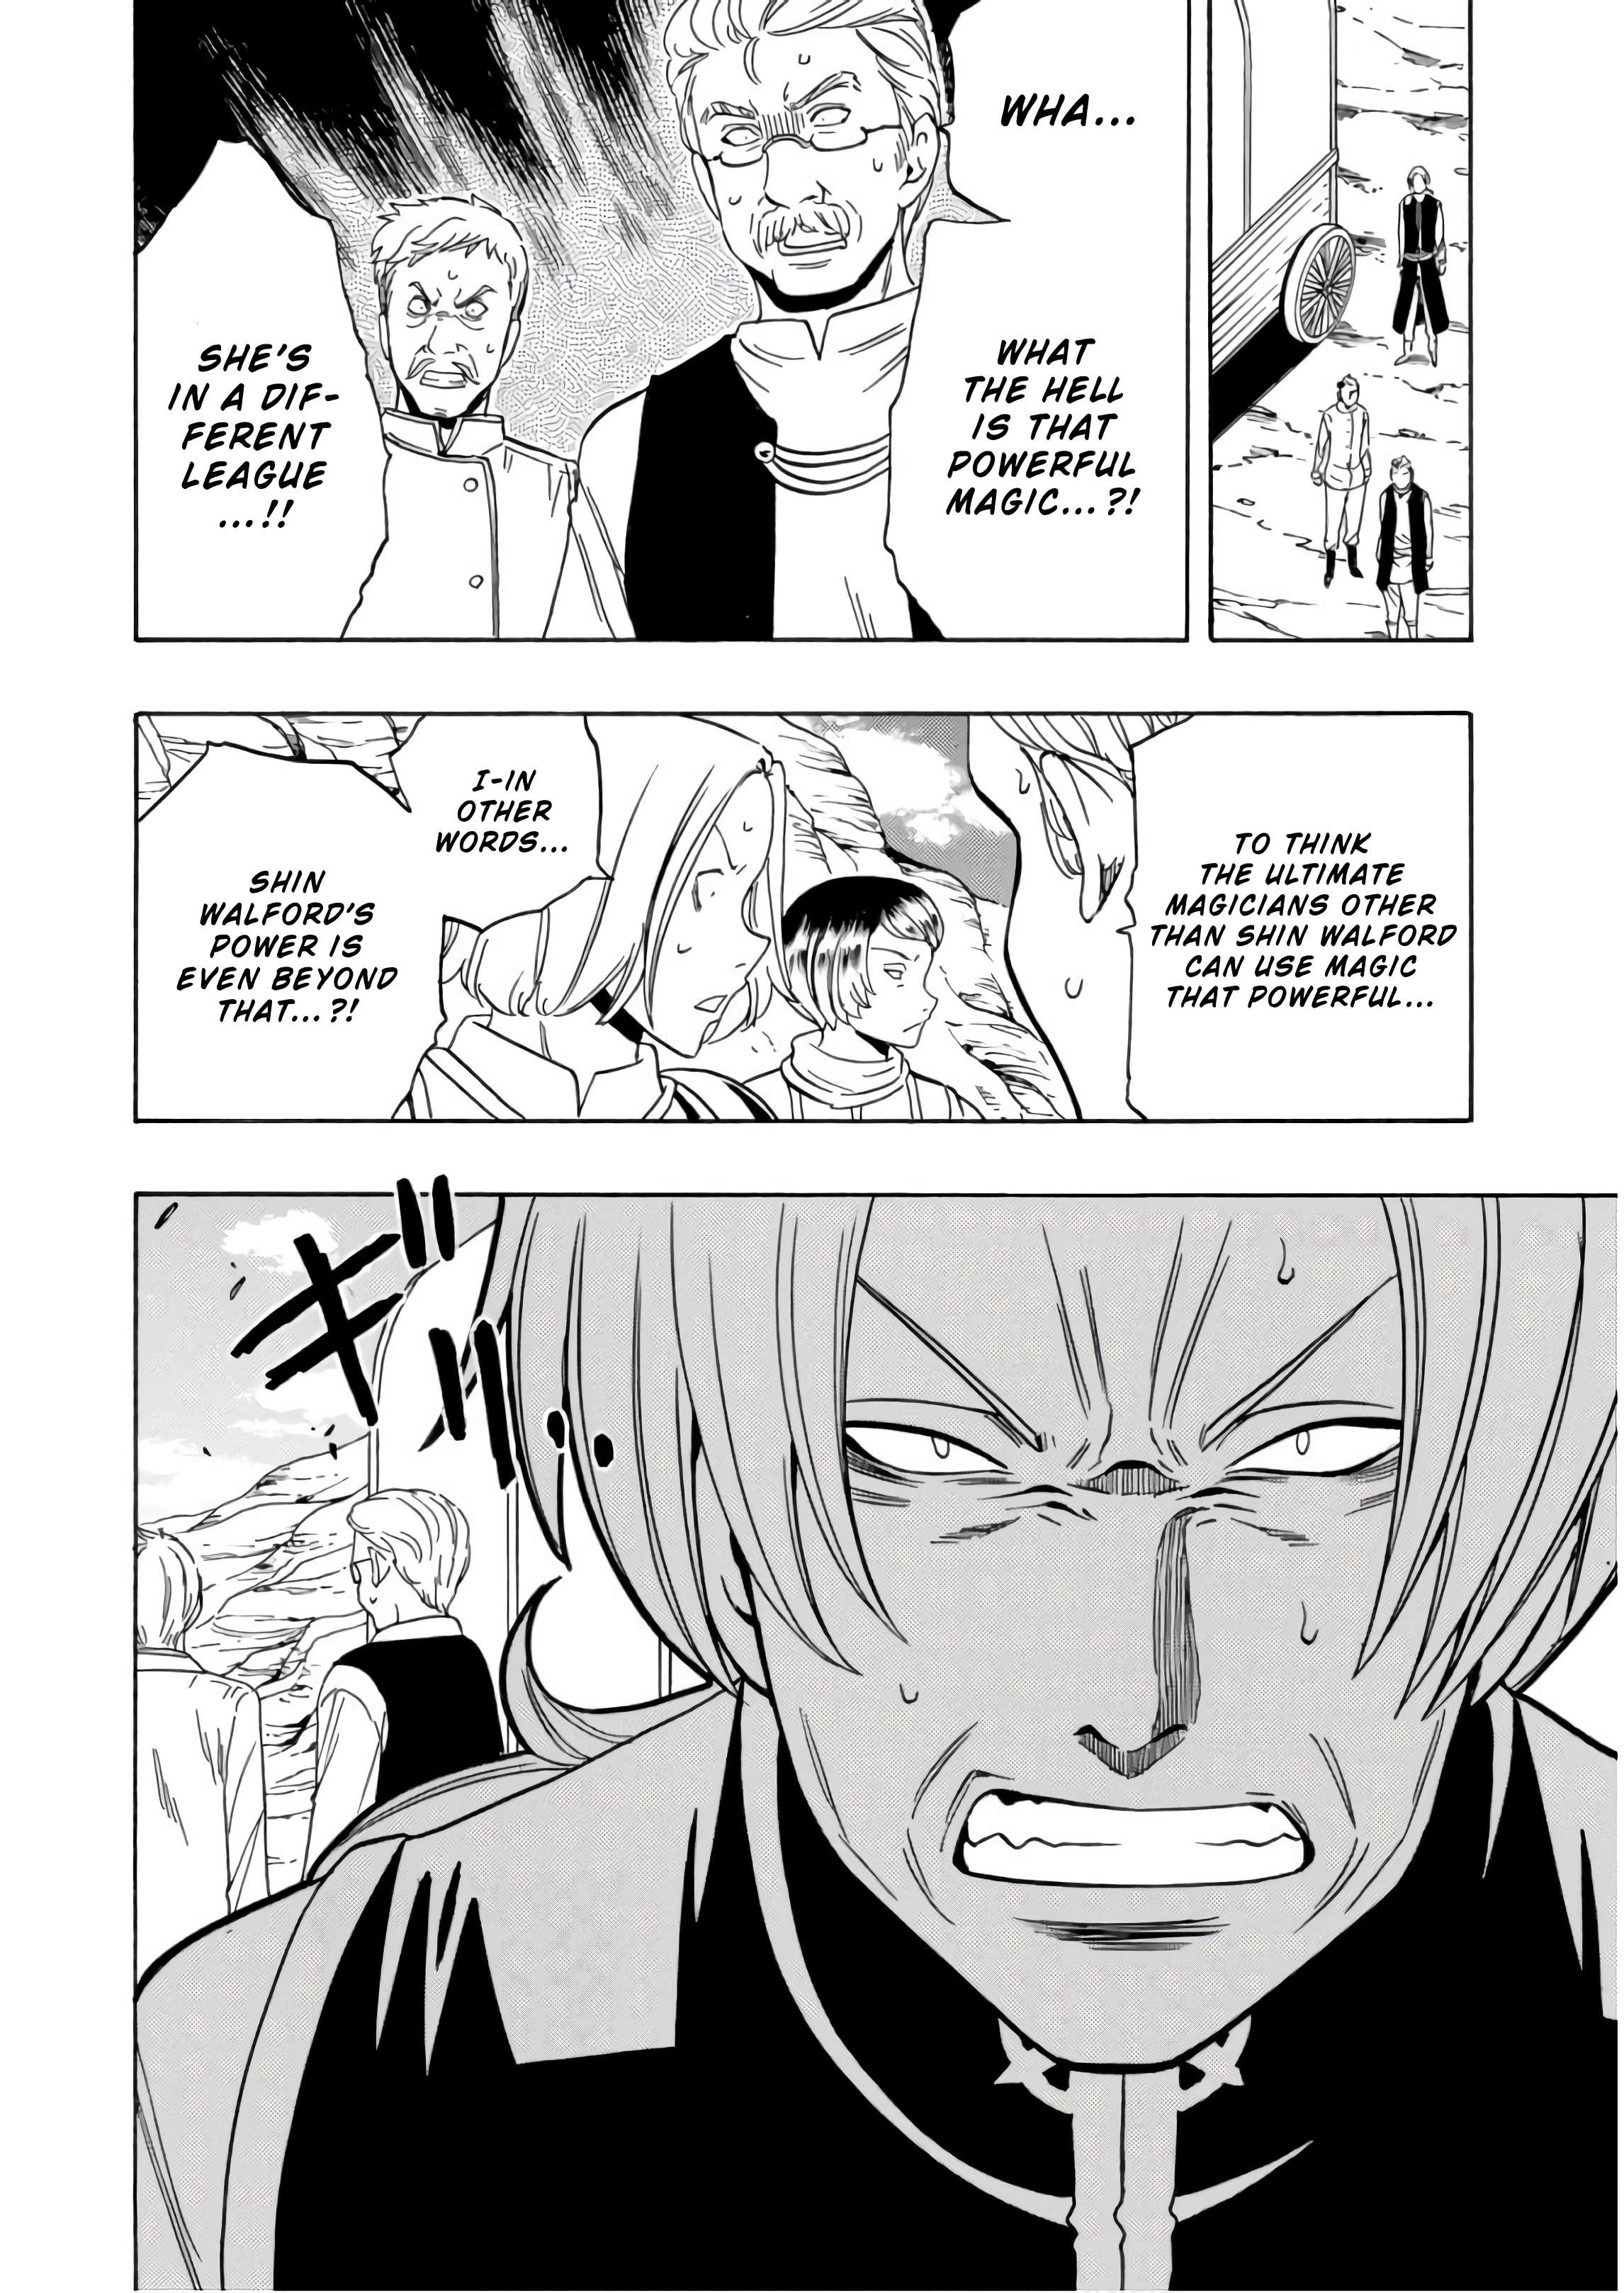 WHA...
WHAT
THE HELL
IS THAT
POWERFUL
MAGIC...?!
SHE'S
IN A DIF-
FERENT
LEAGUE
...!!
TO THINK
THE ULTIMATE
MAGICIANS OTHER
THAN SHIN WALFORD
CAN USE MAGIC
THAT POWERFUL...
I-IN
OTHER
WORDS...
SHIN
WALFORD'S
POWER IS
EVEN BEYOND
THAT...?!
ギリ・・